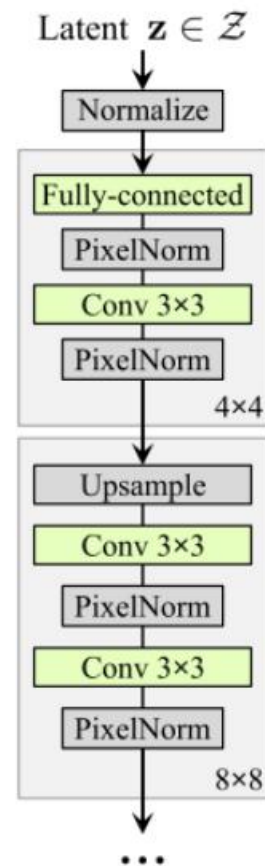 Latent z ∈ 𝒵
Normalize
Fully-connected
PixelNorm
Conv 3×3
PixelNorm
4×4
Upsample
Conv 3×3
PixelNorm
Conv 3×3
PixelNorm
8×8
...